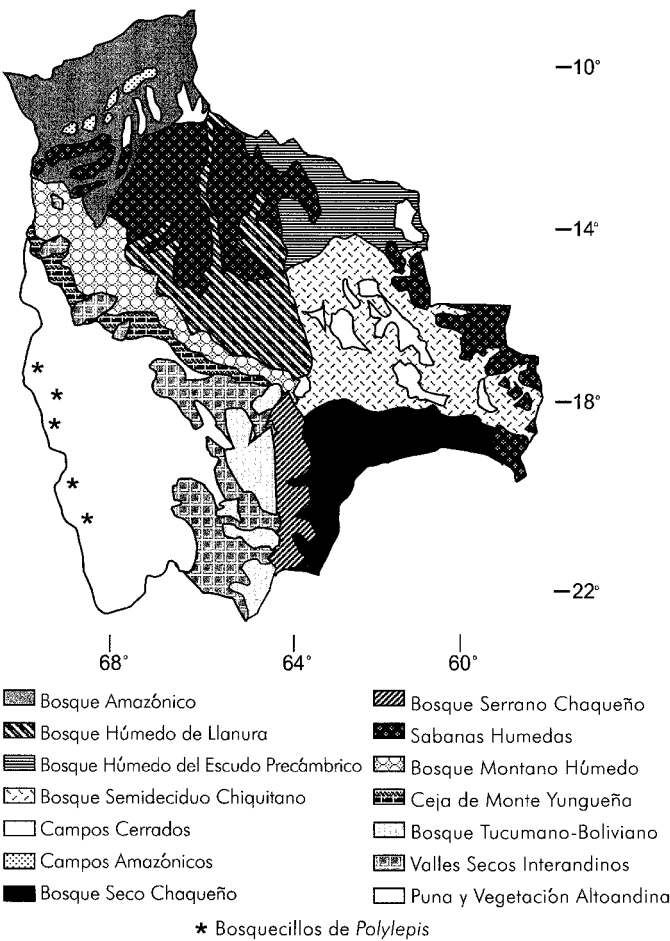 —10°
—14°
—18°
—22°
68° 64° 60°
Bosque Amazónico
Bosque Húmedo de Llanura
Bosque Húmedo del Escudo Precámbrico
Bosque Semideciduo Chiquitano
Campos Cerrados
Campos Amazónicos
Bosque Seco Chaqueño
Bosque Serrano Chaqueño
Sabanas Humedas
Bosque Montano Húmedo
Ceja de Monte Yungueña
Bosque Tucumano-Boliviano
Valles Secos Interandinos
Puna y Vegetación Altoandina
* Bosquecillos de Polylepis